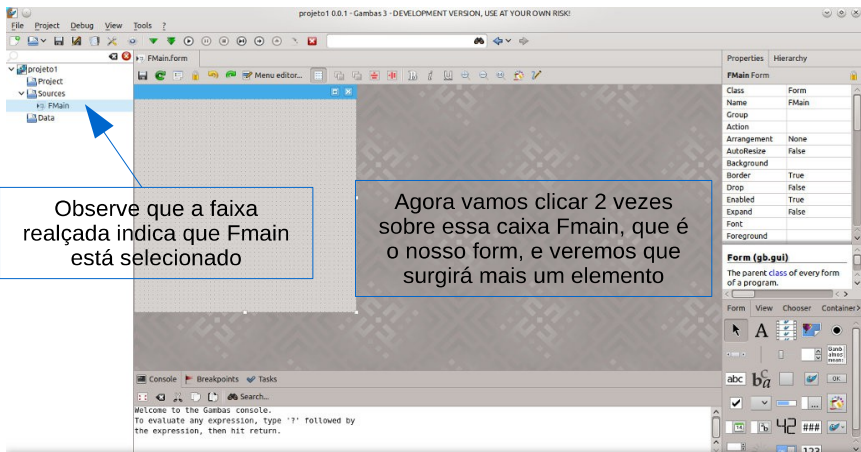 projeto1 0.0.1 - Gambas 3 - DEVELOPMENT VERSION, USE AT YOUR OWN RISK!
File Project Debug View Tools ?
FMain.form
Menu editor...
projeto1
Project
Sources
FMain
Data
Observe que a faixa
realçada indica que Fmain
está selecionado
Agora vamos clicar 2 vezes
sobre essa caixa Fmain, que é
o nosso form, e veremos que
surgirá mais um elemento
Properties Hierarchy
FMain Form
Class Form
Name FMain
Group
Action
Arrangement None
AutoResize False
Background
Border True
Drop False
Enabled True
Expand False
Font
Foreground
Form (gb.gui)
The parent class of every form
of a program.
Form View Chooser Container
A
abc
OK
42 ###
123
Console Breakpoints Tasks
Search...
Welcome to the Gambas console.
To evaluate any expression, type '?' followed by
the expression, then hit return.